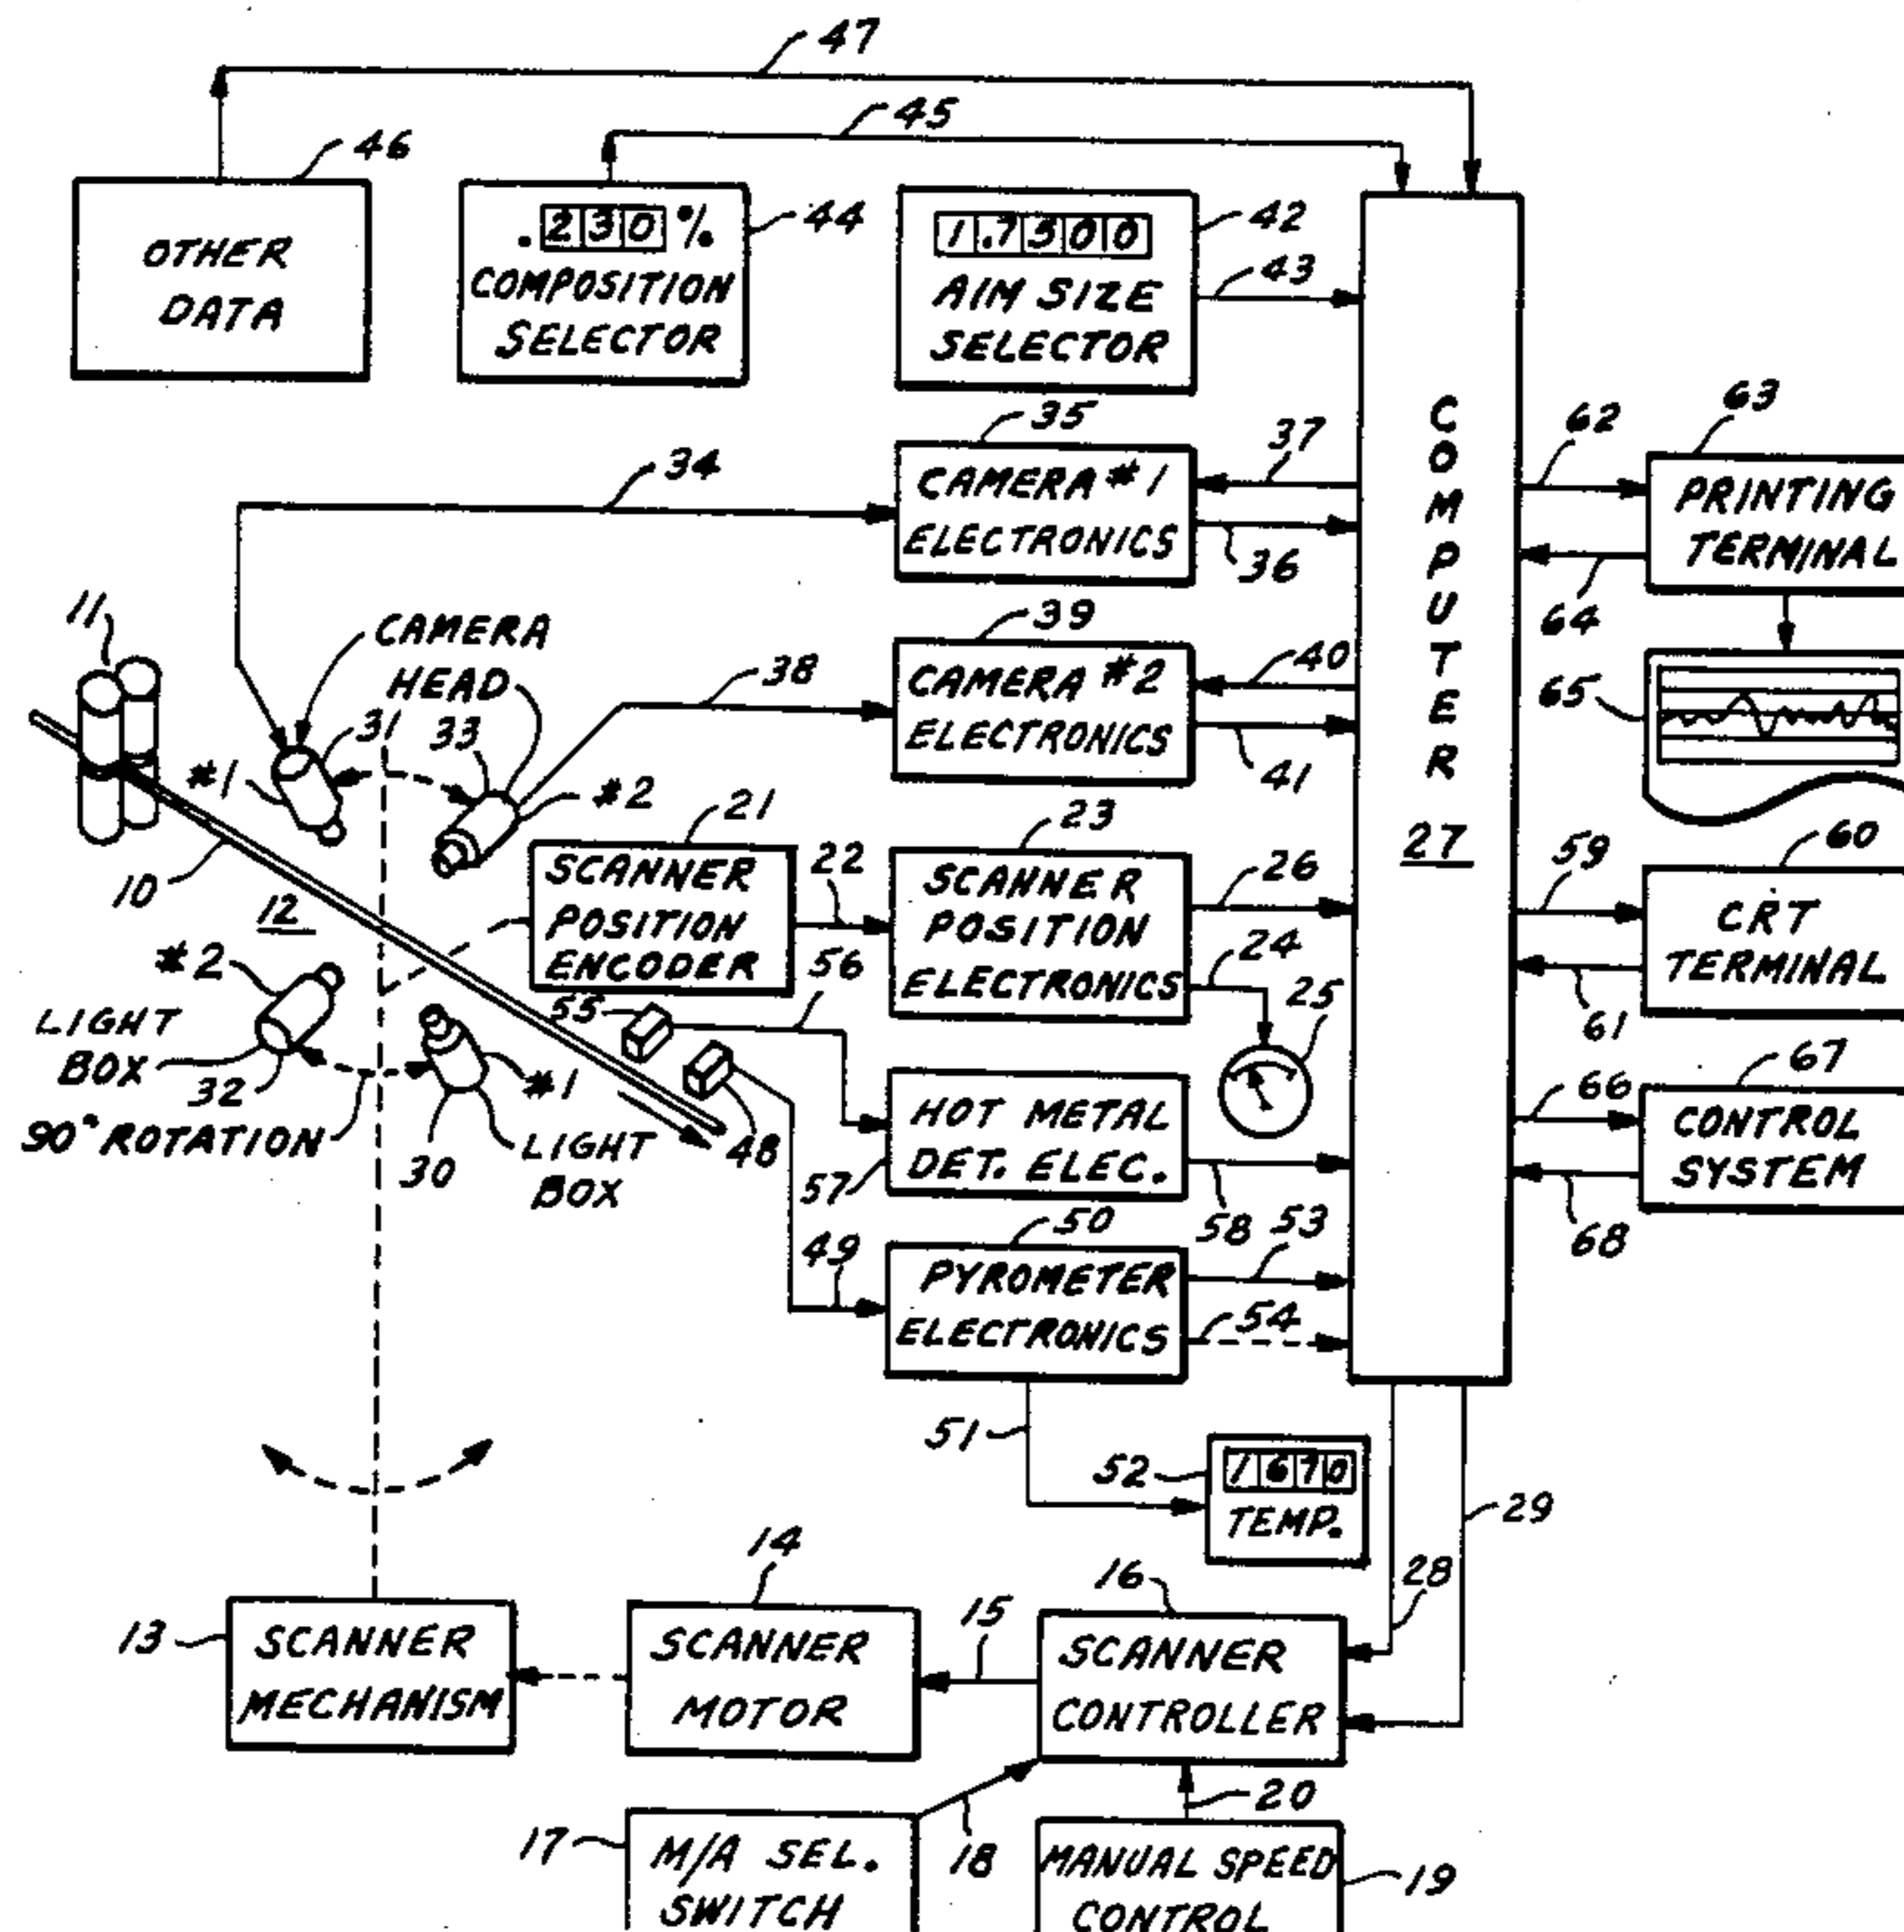 47
45
46
OTHER
DATA
.230%
COMPOSITION
SELECTOR
44
1.7500
AIM SIZE
SELECTOR
42
43
COMPUTER
27
35
CAMERA #1
ELECTRONICS
34
37
36
62
63
PRINTING
TERMINAL
64
65
11
CAMERA
HEAD
31
33
#1
#2
38
39
CAMERA #2
ELECTRONICS
40
41
10
12
21
SCANNER
POSITION
ENCODER
22
23
SCANNER
POSITION
ELECTRONICS
26
24
25
59
60
CRT
TERMINAL
61
#2
LIGHT
BOX
32
90° ROTATION
30
#1
LIGHT
BOX
55
56
48
HOT METAL
DET. ELEC.
57
58
66
67
CONTROL
SYSTEM
68
49
50
PYROMETER
ELECTRONICS
53
54
51
52
1670
TEMP.
29
28
13
SCANNER
MECHANISM
14
SCANNER
MOTOR
15
16
SCANNER
CONTROLLER
17
M/A SEL.
SWITCH
18
20
MANUAL SPEED
CONTROL
19